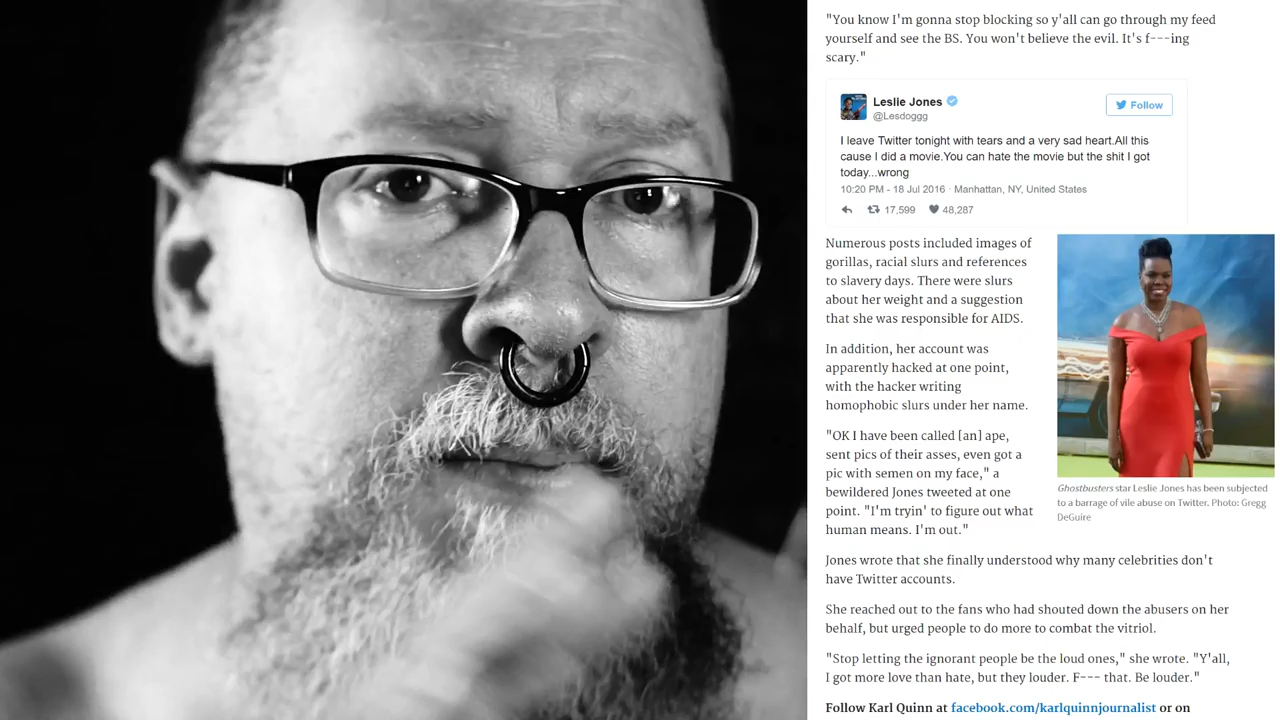 "You know I'm gonna stop blocking so y'all can go through my feed
yourself and see the BS. You won't believe the evil. It's f---ing
scary."
Leslie Jones
@Lesdoggg
Follow
I leave Twitter tonight with tears and a very sad heart.All this
cause I did a movie.You can hate the movie but the shit I got
today...wrong
10:20 PM - 18 Jul 2016 · Manhattan, NY, United States
17,599 48,287
Numerous posts included images of
gorillas, racial slurs and references
to slavery days. There were slurs
about her weight and a suggestion
that she was responsible for AIDS.
In addition, her account was
apparently hacked at one point,
with the hacker writing
homophobic slurs under her name.
"OK I have been called [an] ape,
sent pics of their asses, even got a
pic with semen on my face," a
bewildered Jones tweeted at one
point. "I'm tryin' to figure out what
human means. I'm out."
Ghostbusters star Leslie Jones has been subjected
to a barrage of vile abuse on Twitter. Photo: Gregg
DeGuire
Jones wrote that she finally understood why many celebrities don't
have Twitter accounts.
She reached out to the fans who had shouted down the abusers on her
behalf, but urged people to do more to combat the vitriol.
"Stop letting the ignorant people be the loud ones," she wrote. "Y'all,
I got more love than hate, but they louder. F--- that. Be louder."
Follow Karl Quinn at facebook.com/karlquinnjournalist or on